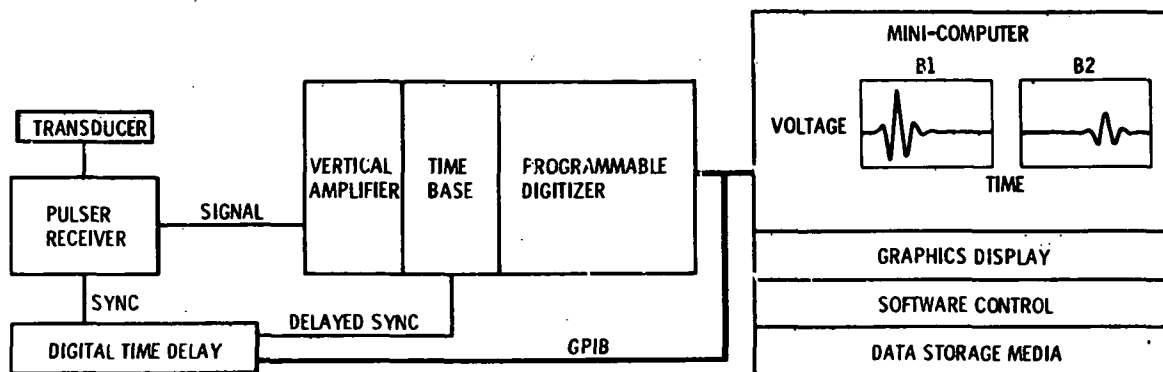 TRANSDUCER
PULSER
RECEIVER
SIGNAL
SYNC
DIGITAL TIME DELAY
DELAYED SYNC
GPIB
VERTICAL
AMPLIFIER
TIME
BASE
PROGRAMMABLE
DIGITIZER
MINI-COMPUTER
B1
B2
VOLTAGE
TIME
GRAPHICS DISPLAY
SOFTWARE CONTROL
DATA STORAGE MEDIA